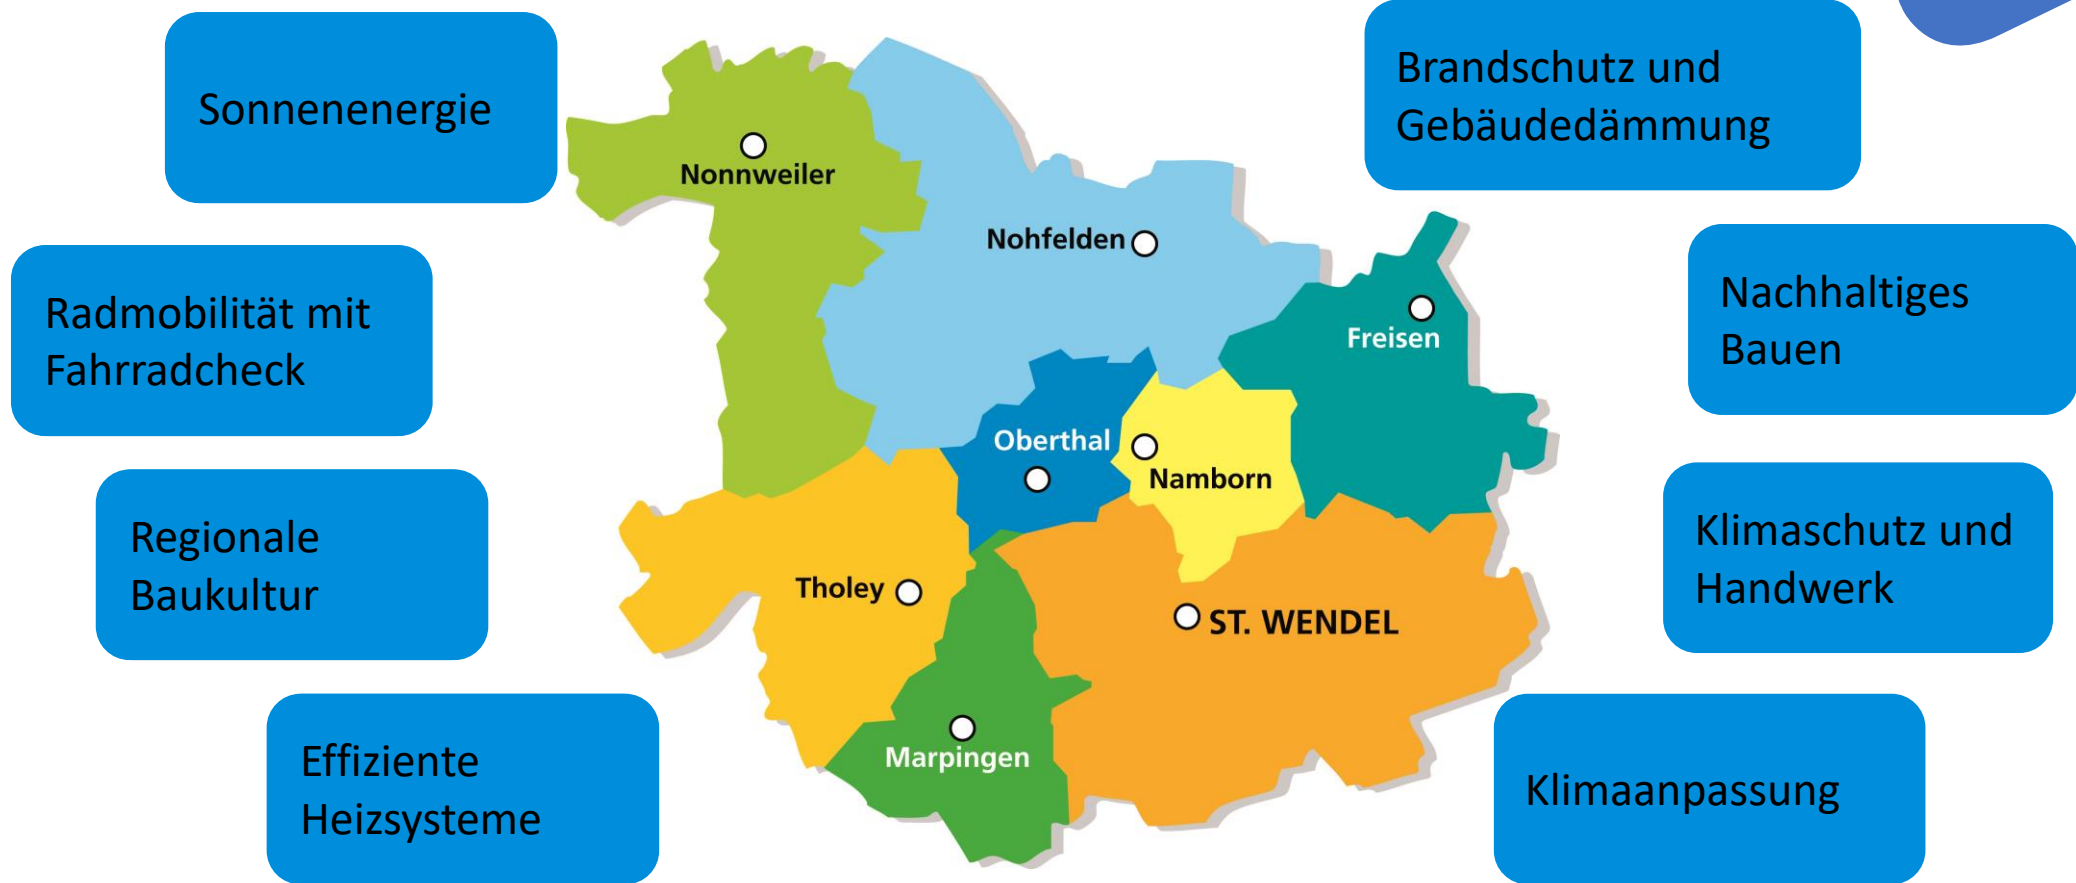 Sonnenenergie
Brandschutz und
Gebäudedämmung
Nonnweiler
Nohfelden
Radmobilität mit
Fahrradcheck
Nachhaltiges
Bauen
Freisen
Oberthal
Namborn
Regionale
Baukultur
Klimaschutz und
Handwerk
Tholey
ST. WENDEL
Marpingen
Effiziente
Heizsysteme
Klimaanpassung